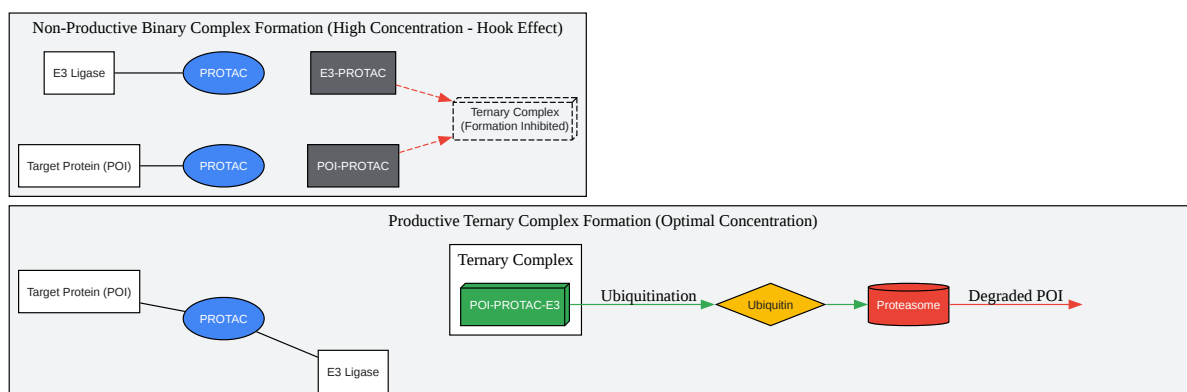 Non-Productive Binary Complex Formation (High Concentration - Hook Effect)
E3 Ligase
PROTAC
E3-PROTAC
Ternary Complex
(Formation Inhibited)
Target Protein (POI)
PROTAC
POI-PROTAC
Productive Ternary Complex Formation (Optimal Concentration)
Ternary Complex
Target Protein (POI)
POI-PROTAC-E3
Ubiquitination
Ubiquitin
Proteasome
Degraded POI
PROTAC
E3 Ligase